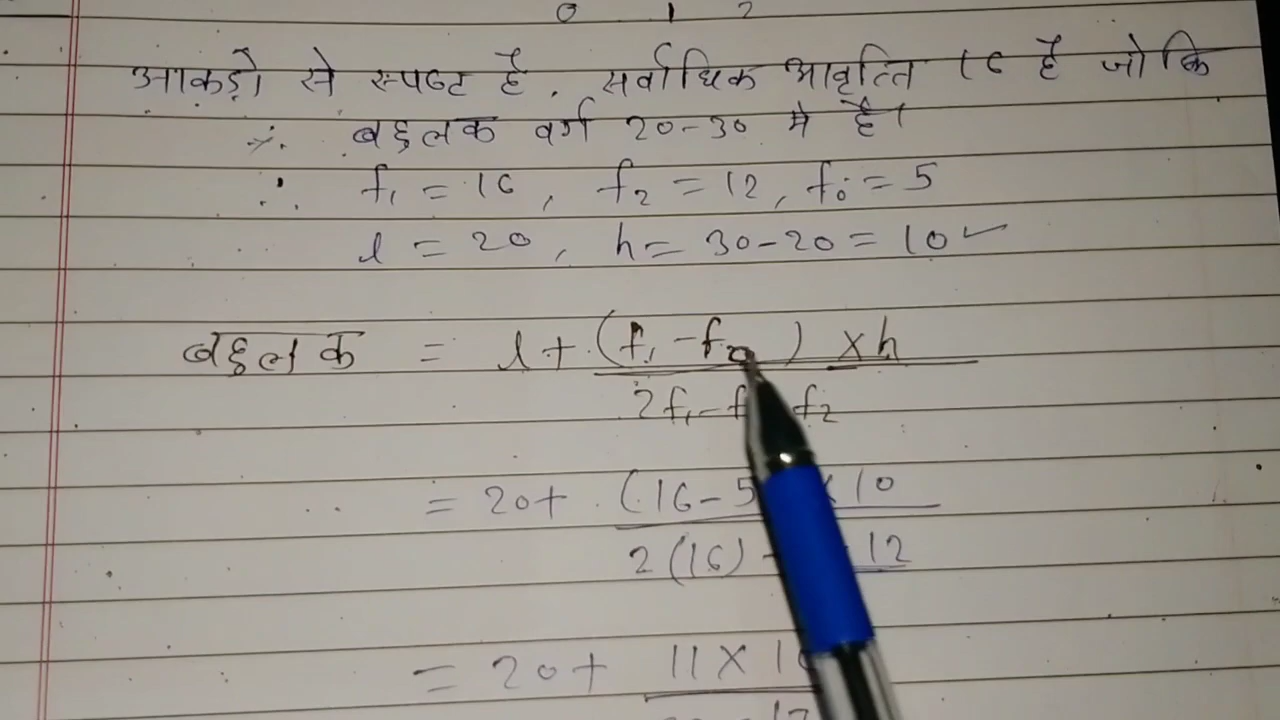 0 1 2
आकड़ो से स्पष्ट है. सर्वाधिक आवृत्ति 16 है जो कि
∴ बहुलक वर्ग 20-30 मे है।
∴ f₁ = 16, f₂ = 12, f₀ = 5
l = 20, h = 30-20 = 10 ✓
बहुलक = l + (f₁ - f₀) × h
2f₁ - f f₂
= 20 + (16 - 5 × 10
2(16) - 12
= 20 + 11 × 1